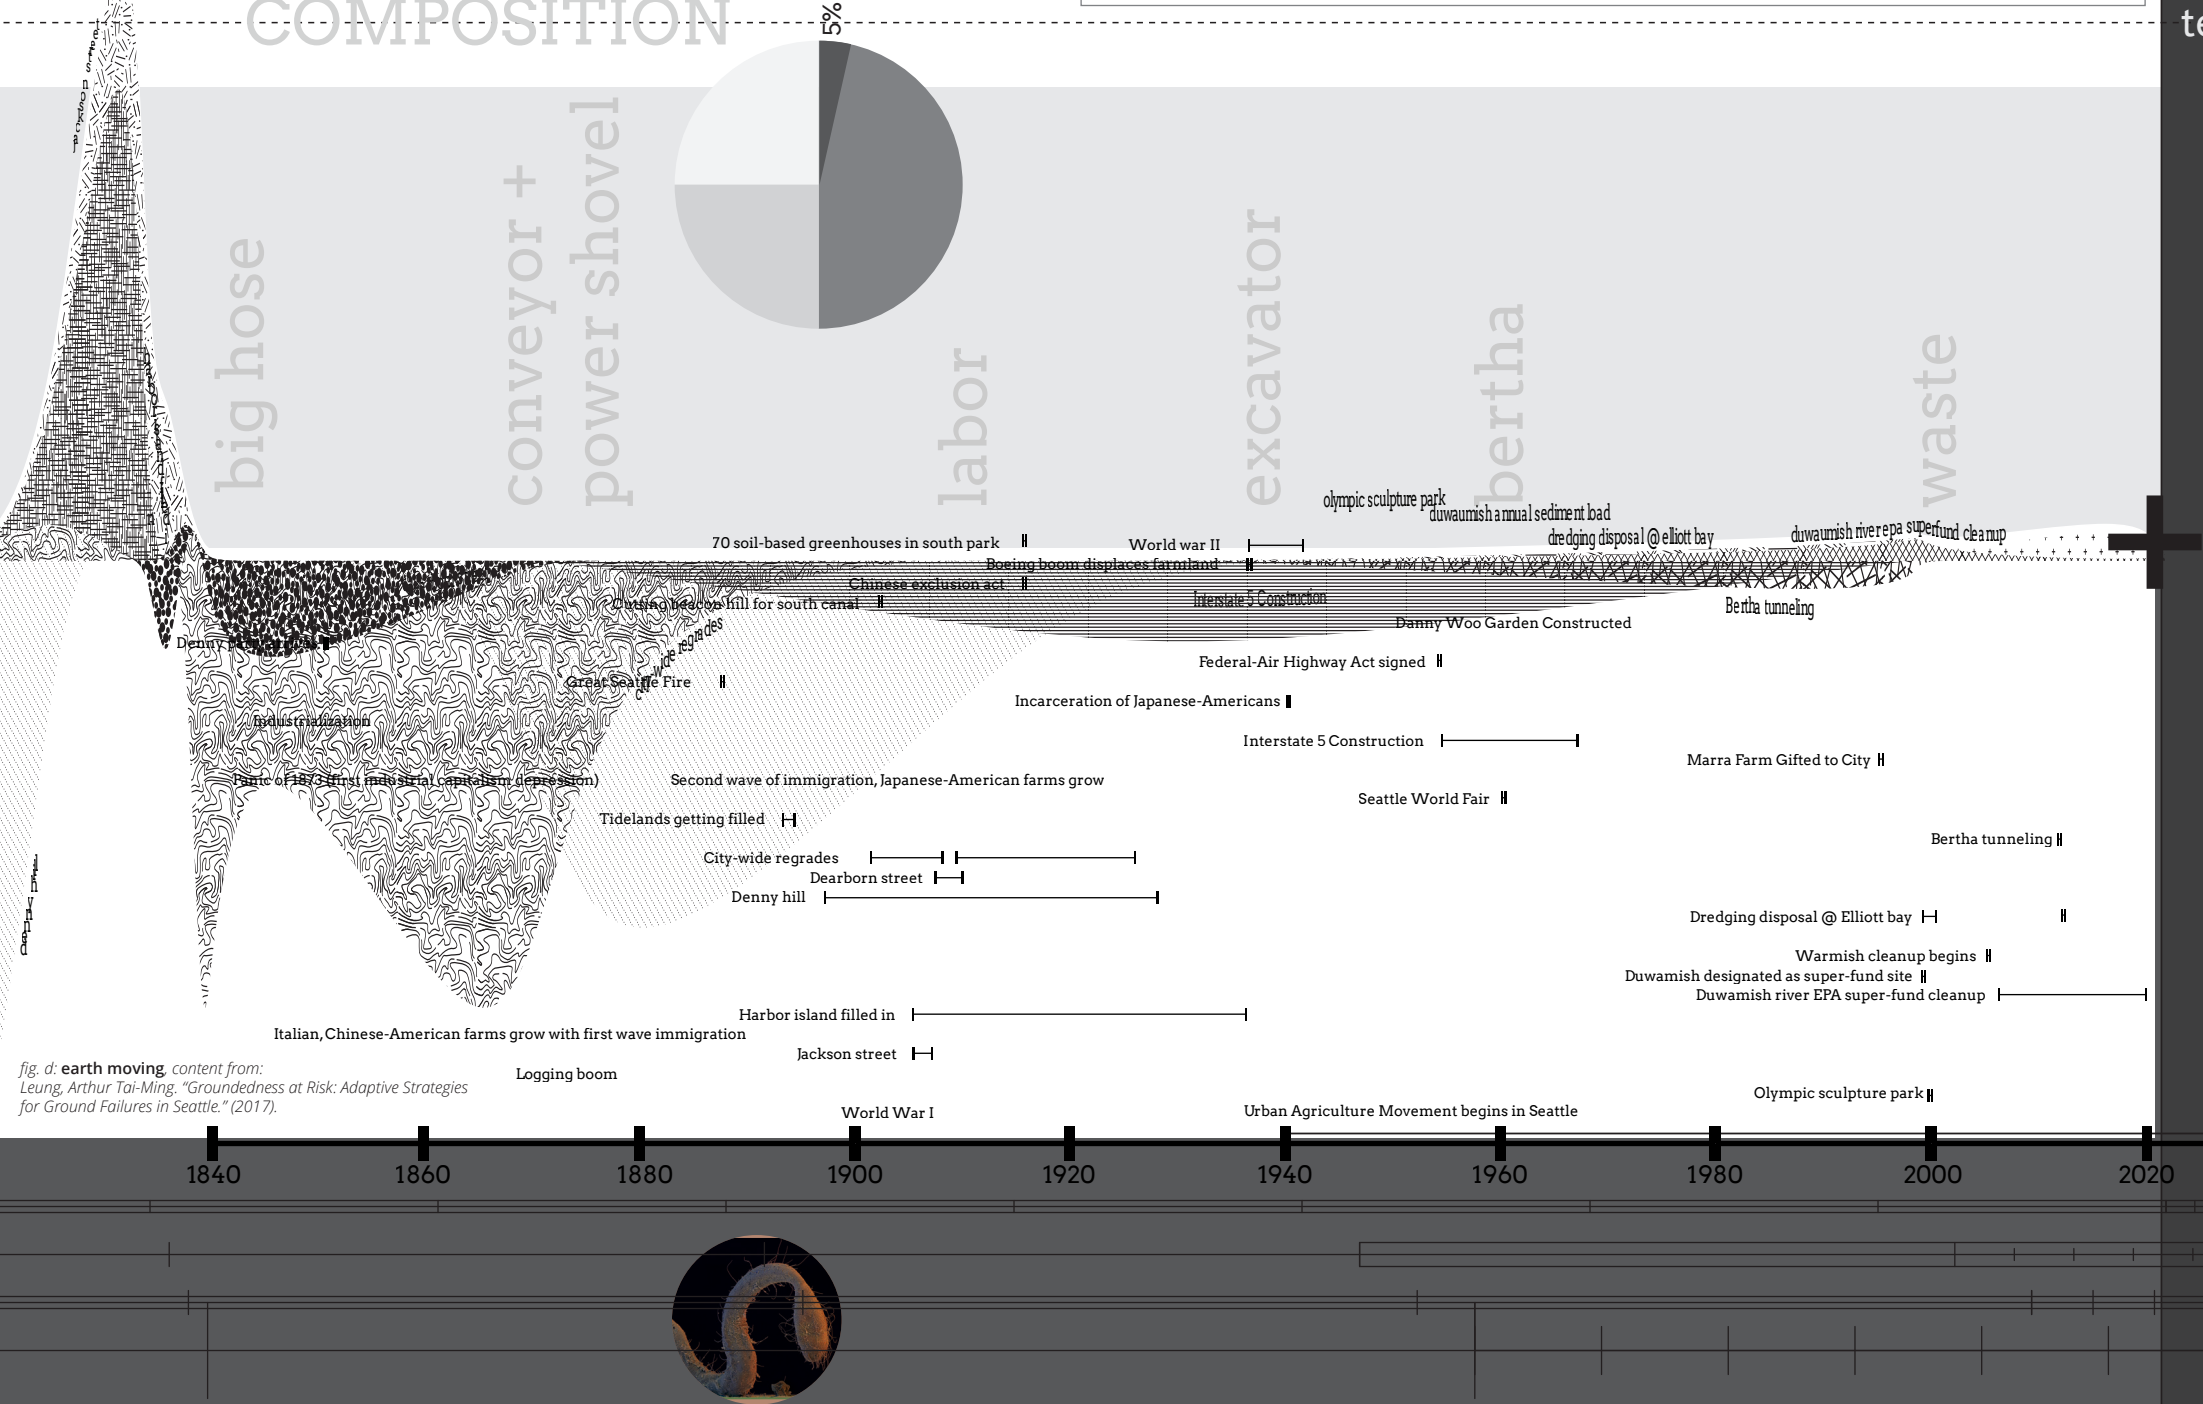 COMPOSITION
5%
te
jackson street
big hose
conveyor +
power shovel
labor
excavator
bertha
waste
olympic sculpture park
duwaumish annual sediment load
dredging disposal @ elliott bay
duwaumish river epa superfund cleanup
70 soil-based greenhouses in south park
World war II
Boeing boom displaces farmland
Chinese exclusion act
Cutting beacon hill for south canal
Interstate 5 Construction
Bertha tunneling
Danny Woo Garden Constructed
wide regrades
Denny
Federal-Air Highway Act signed
Great Seattle Fire
Incarceration of Japanese-Americans
Industrialization
Interstate 5 Construction
Marra Farm Gifted to City
Panic of 1873 (first industrial capitalism depression)
Second wave of immigration, Japanese-American farms grow
Seattle World Fair
Tidelands getting filled
Bertha tunneling
City-wide regrades
Dearborn street
denny hill
Denny hill
Dredging disposal @ Elliott bay
Warmish cleanup begins
Duwamish designated as super-fund site
Duwamish river EPA super-fund cleanup
Harbor island filled in
Italian, Chinese-American farms grow with first wave immigration
Jackson street
fig. d: earth moving, content from:
Leung, Arthur Tai-Ming. “Groundedness at Risk: Adaptive Strategies
for Ground Failures in Seattle.” (2017).
Logging boom
Olympic sculpture park
World War I
Urban Agriculture Movement begins in Seattle
1840 1860 1880 1900 1920 1940 1960 1980 2000 2020